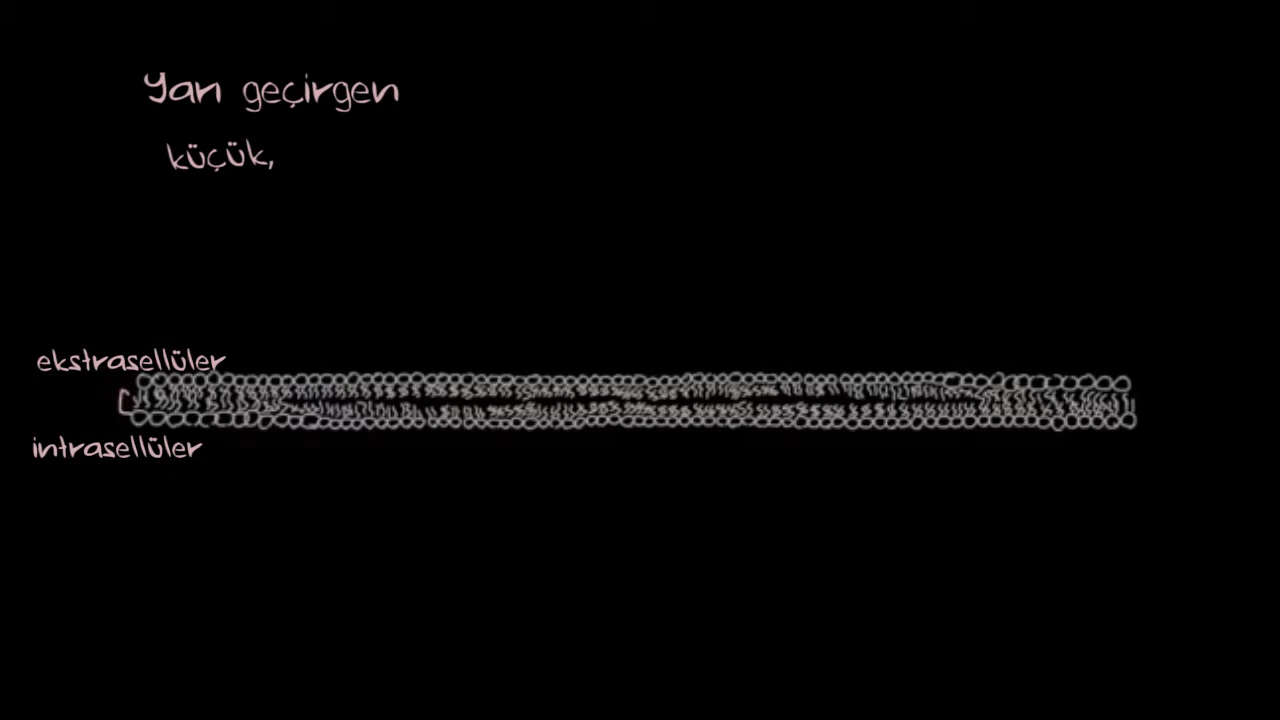 Yarı geçirgen
küçük,
ekstrasellüler
intrasellüler